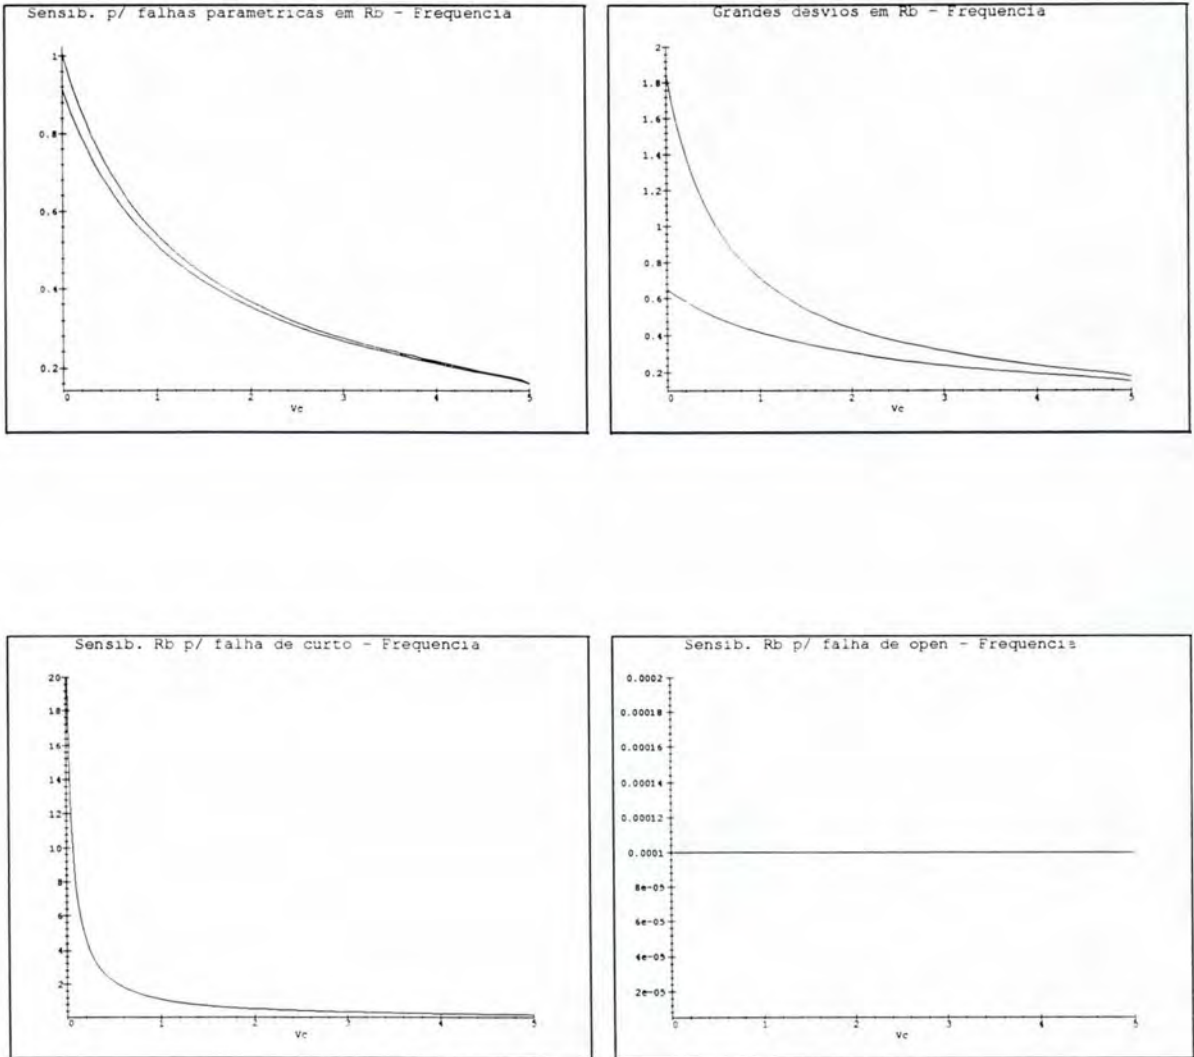 Sensib. p/ falhas parametricas em Rb - Frequência
1
0.8
0.6
0.4
0.2
0 1 2 3 4 5
Vc
Grandes desvios em Rb - Frequencia
2
1.8
1.6
1.4
1.2
1
0.8
0.6
0.4
0.2
0 1 2 3 4 5
Vc
Sensib. Rb p/ falha de curto - Frequencia
20
18
16
14
12
10
8
6
4
2
0 1 2 3 4 5
Vc
Sensib. Rb p/ falha de open - Frequencia
0.0002
0.00018
0.00016
0.00014
0.00012
0.0001
8e-05
6e-05
4e-05
2e-05
0 1 2 3 4 5
Vc